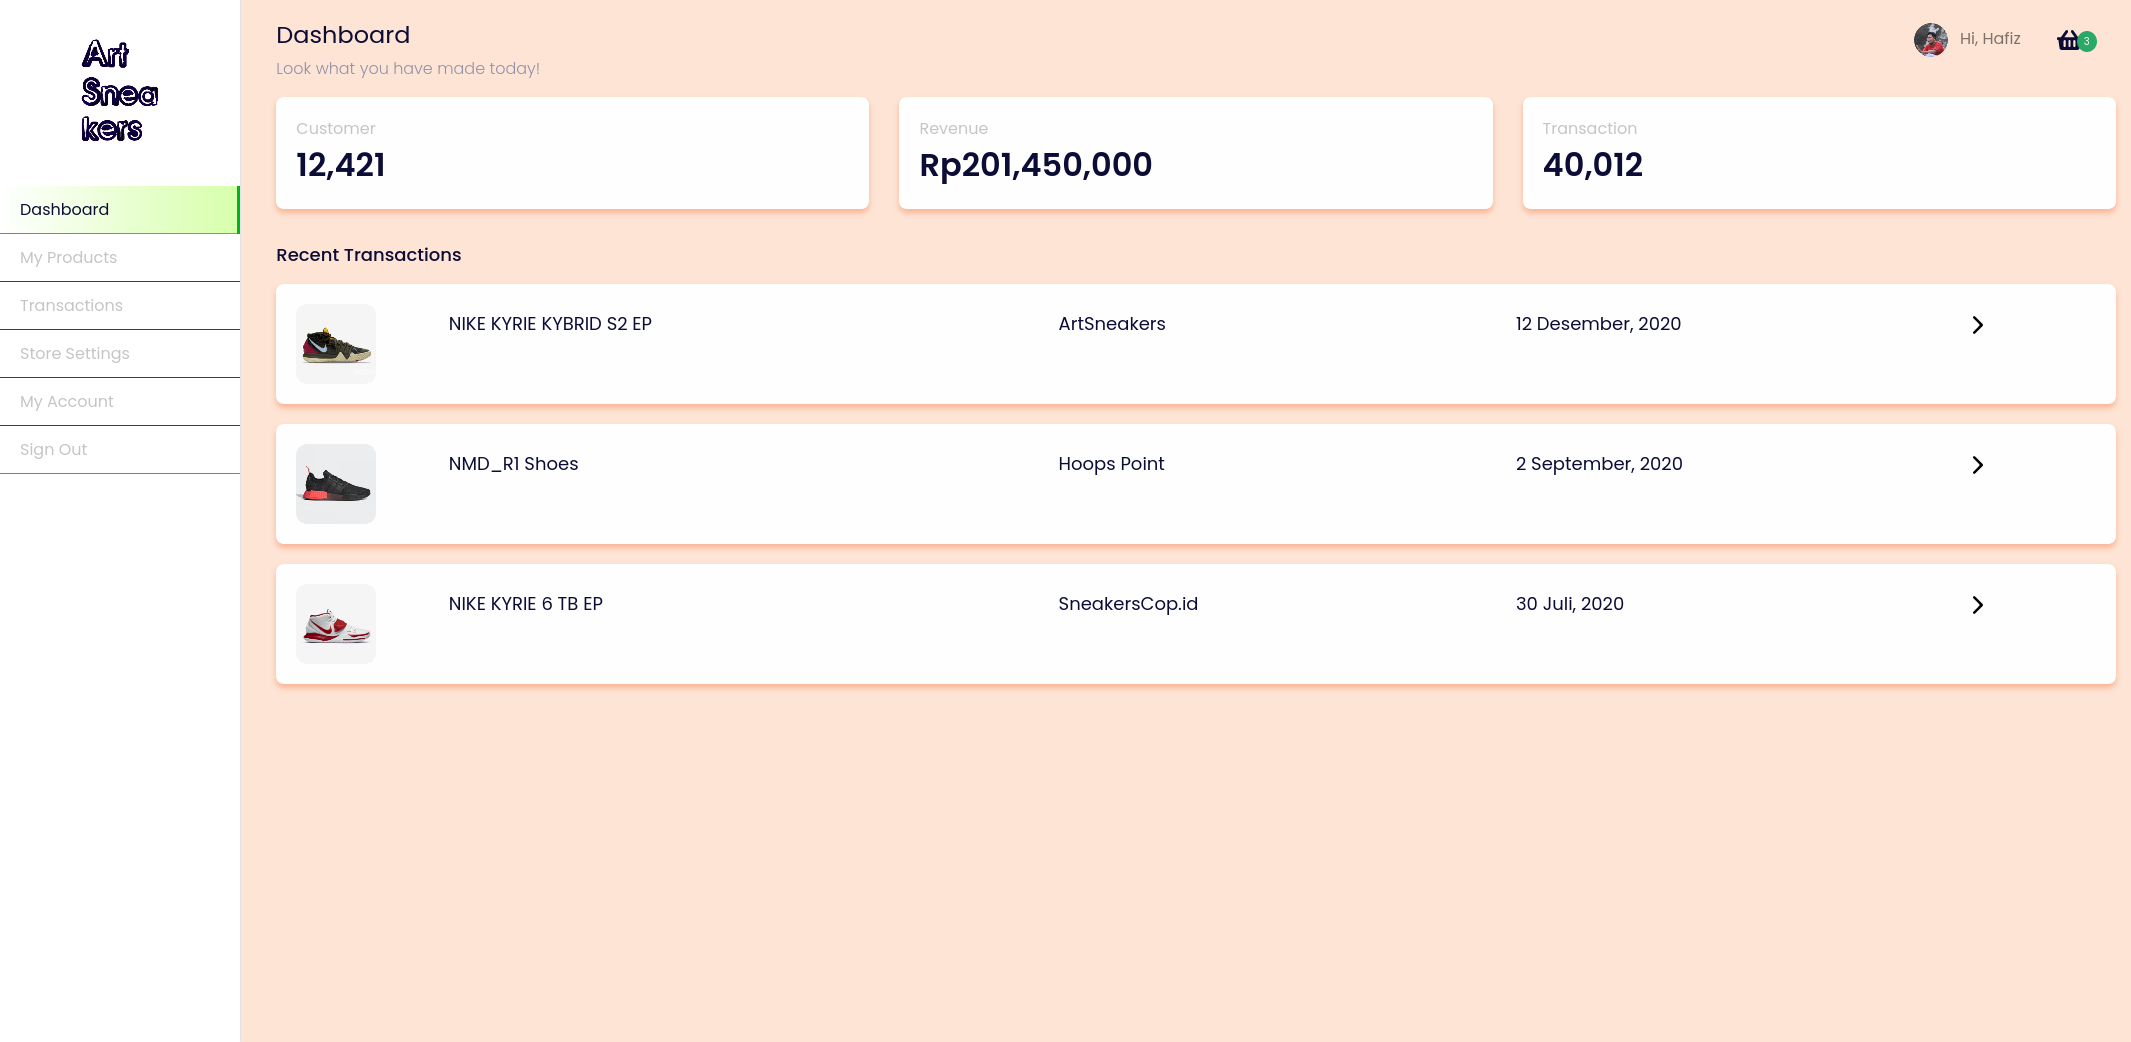 Art
Snea
kers
Dashboard
My Products
Transactions
Store Settings
My Account
Sign Out
Dashboard
Look what you have made today!
Hi, Hafiz
3
Customer
12,421
Revenue
Rp201,450,000
Transaction
40,012
Recent Transactions
NIKE KYRIE KYBRID S2 EP
ArtSneakers
12 Desember, 2020
NMD_R1 Shoes
Hoops Point
2 September, 2020
NIKE KYRIE 6 TB EP
SneakersCop.id
30 Juli, 2020